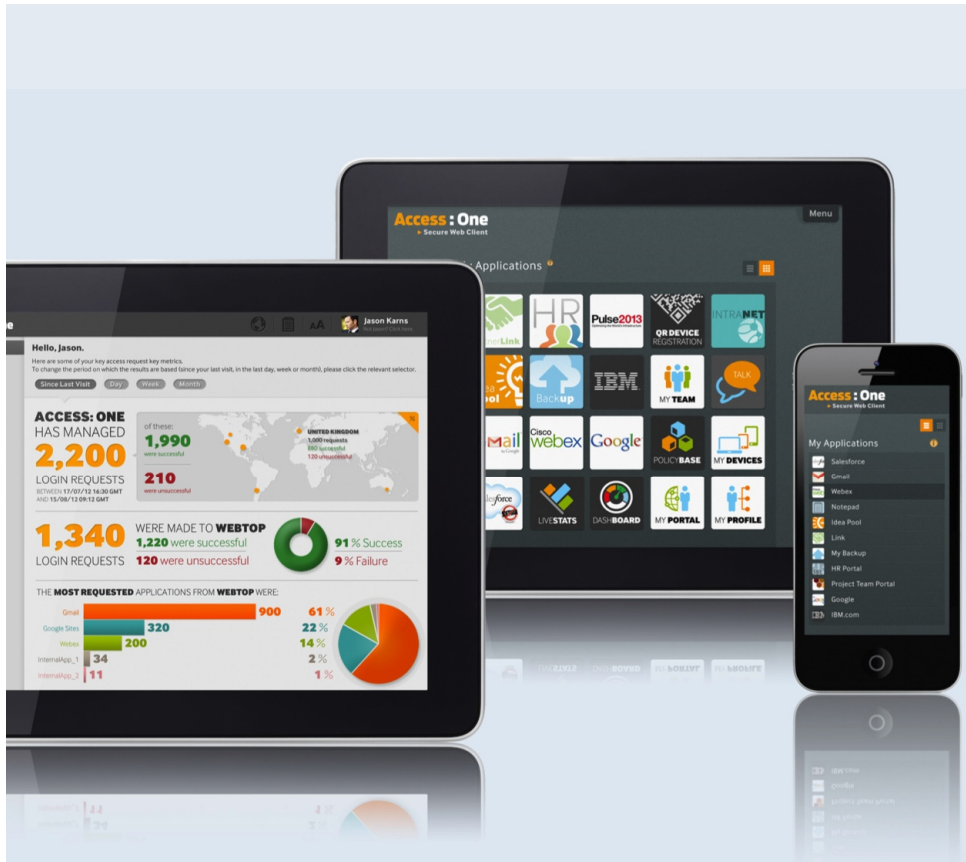 Access : One
Secure Web Client
Menu
Applications
Link
HR
Pulse2013
QR DEVICE
REGISTRATION
INTRANET
Backup
IBM
MY TEAM
TALK
Mail
Cisco
webex
Google
POLICYBASE
MY DEVICES
LIVESTATS
DASHBOARD
MY PORTAL
MY PROFILE
Jason Karns
Hello, Jason.
Here are some of your key access request key metrics.
To change the period on which the results are based (since your last visit, in the last day, week or month), please click the relevant selector.
Since Last Visit
Day
Week
Month
ACCESS: ONE
HAS MANAGED
2,200
LOGIN REQUESTS
BETWEEN 17/07/12 16:30 GMT
AND 15/08/12 09:12 GMT
of these:
1,990
were successful
210
were unsuccessful
UNITED KINGDOM
1,000 requests
880 successful
120 unsuccessful
1,340
LOGIN REQUESTS
WERE MADE TO WEBTOP
1,220 were successful
120 were unsuccessful
91 % Success
9 % Failure
THE MOST REQUESTED APPLICATIONS FROM WEBTOP WERE:
Gmail 900 61 %
Google Sites 320 22 %
Webex 200 14 %
InternalApp_1 34 2 %
InternalApp_2 11 1 %
Access : One
Secure Web Client
My Applications
Salesforce
Gmail
Webex
Notepad
Idea Pool
Link
My Backup
HR Portal
Project Team Portal
Google
IBM.com